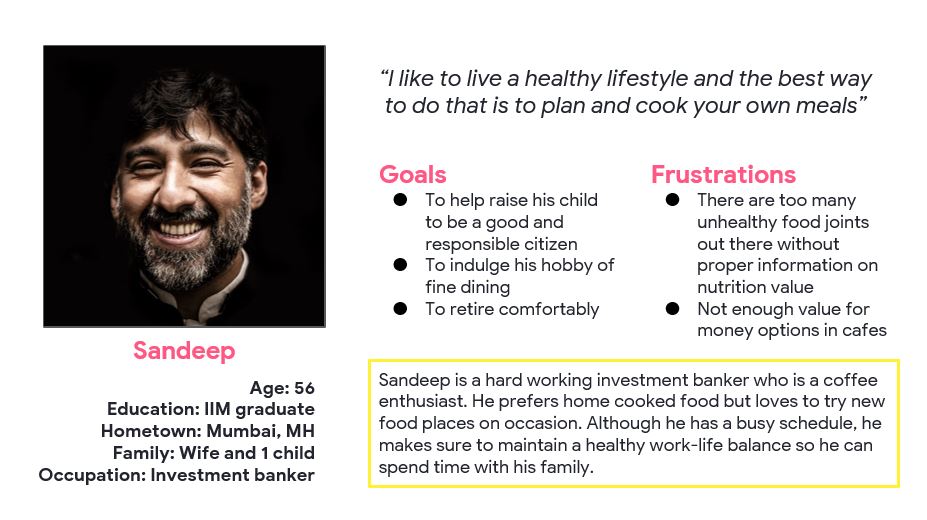 “I like to live a healthy lifestyle and the best way
to do that is to plan and cook your own meals”
Goals
● To help raise his child
to be a good and
responsible citizen
● To indulge his hobby of
fine dining
● To retire comfortably
Frustrations
● There are too many
unhealthy food joints
out there without
proper information on
nutrition value
● Not enough value for
money options in cafes
Sandeep
Age: 56
Education: IIM graduate
Hometown: Mumbai, MH
Family: Wife and 1 child
Occupation: Investment banker
Sandeep is a hard working investment banker who is a coffee
enthusiast. He prefers home cooked food but loves to try new
food places on occasion. Although he has a busy schedule, he
makes sure to maintain a healthy work-life balance so he can
spend time with his family.